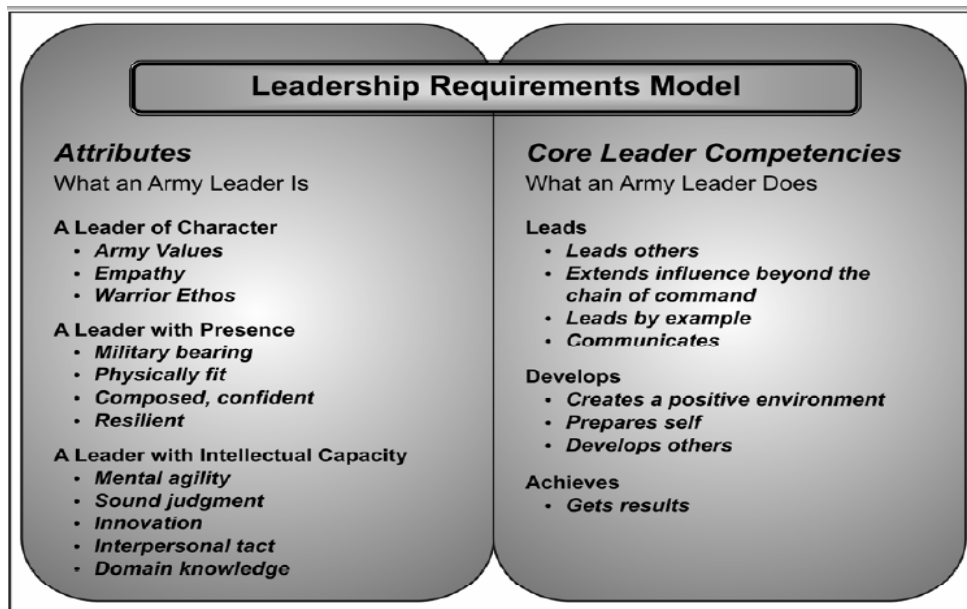 Leadership Requirements Model
Attributes
What an Army Leader Is
A Leader of Character
• Army Values
• Empathy
• Warrior Ethos
A Leader with Presence
• Military bearing
• Physically fit
• Composed, confident
• Resilient
A Leader with Intellectual Capacity
• Mental agility
• Sound judgment
• Innovation
• Interpersonal tact
• Domain knowledge
Core Leader Competencies
What an Army Leader Does
Leads
• Leads others
• Extends influence beyond the
chain of command
• Leads by example
• Communicates
Develops
• Creates a positive environment
• Prepares self
• Develops others
Achieves
• Gets results